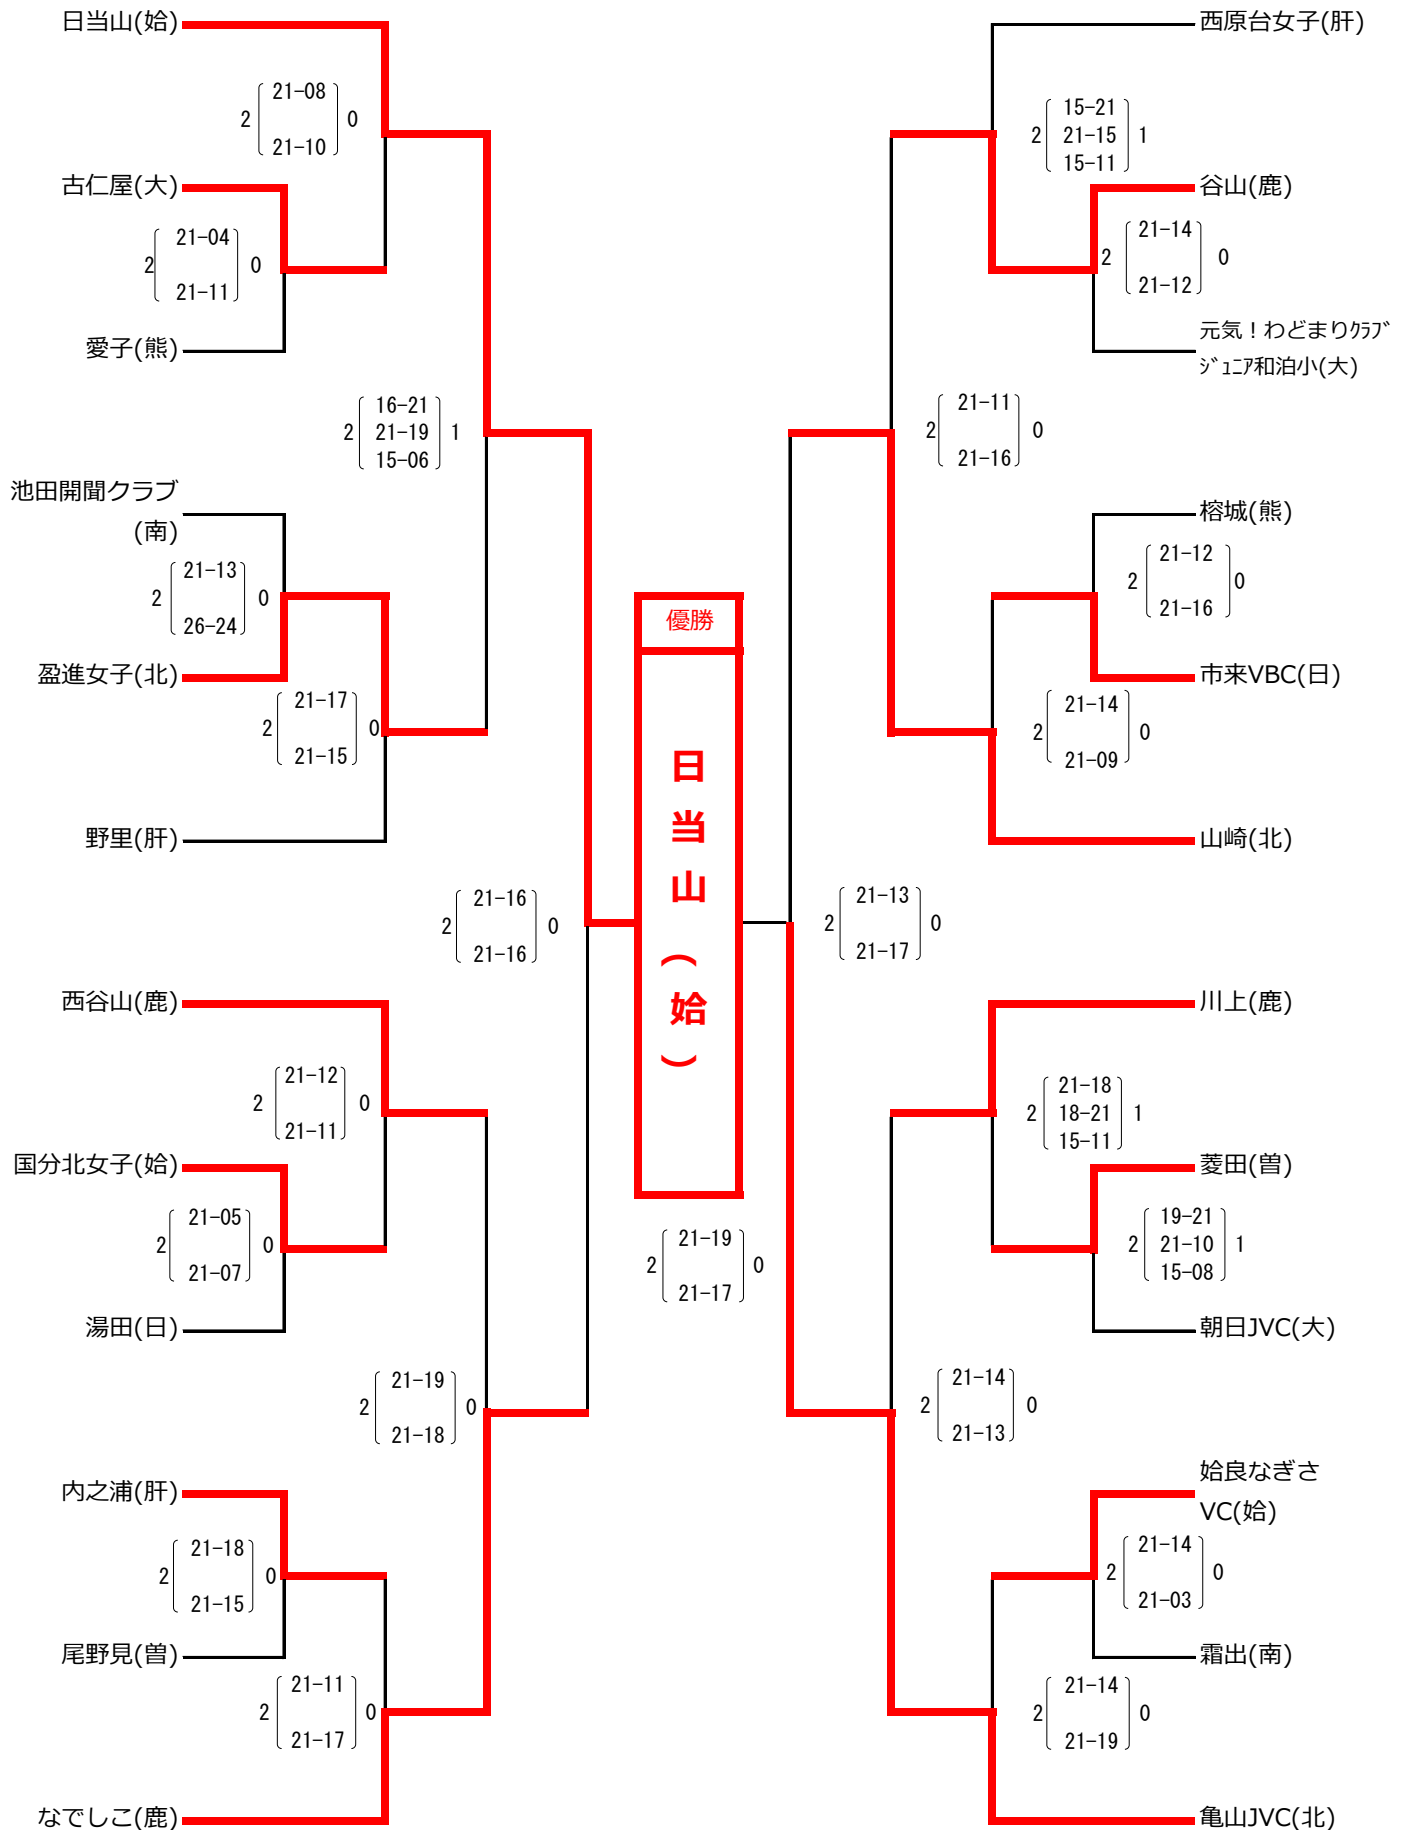 日当山(姶)
2 21-08 0
21-10
古仁屋(大)
2 21-04 0
21-11
愛子(熊)
2 16-21 1
21-19
15-06
池田開聞クラブ
(南)
2 21-13 0
26-24
盈進女子(北)
2 21-17 0
21-15
野里(肝)
2 21-16 0
21-16
西谷山(鹿)
2 21-12 0
21-11
国分北女子(姶)
2 21-05 0
21-07
湯田(日)
2 21-19 0
21-18
内之浦(肝)
2 21-18 0
21-15
尾野見(曽)
2 21-11 0
21-17
なでしこ(鹿)
優勝
日当山(姶)
2 21-19 0
21-17
西原台女子(肝)
2 15-21 1
21-15
15-11
谷山(鹿)
2 21-14 0
21-12
元気！わどまりｸﾗﾌﾞ
ｼﾞｭﾆｱ和泊小(大)
2 21-11 0
21-16
榕城(熊)
2 21-12 0
21-16
市来VBC(日)
2 21-14 0
21-09
山崎(北)
2 21-13 0
21-17
川上(鹿)
2 21-18 1
18-21
15-11
菱田(曽)
2 19-21 1
21-10
15-08
朝日JVC(大)
2 21-14 0
21-13
姶良なぎさ
VC(姶)
2 21-14 0
21-03
霜出(南)
2 21-14 0
21-19
亀山JVC(北)